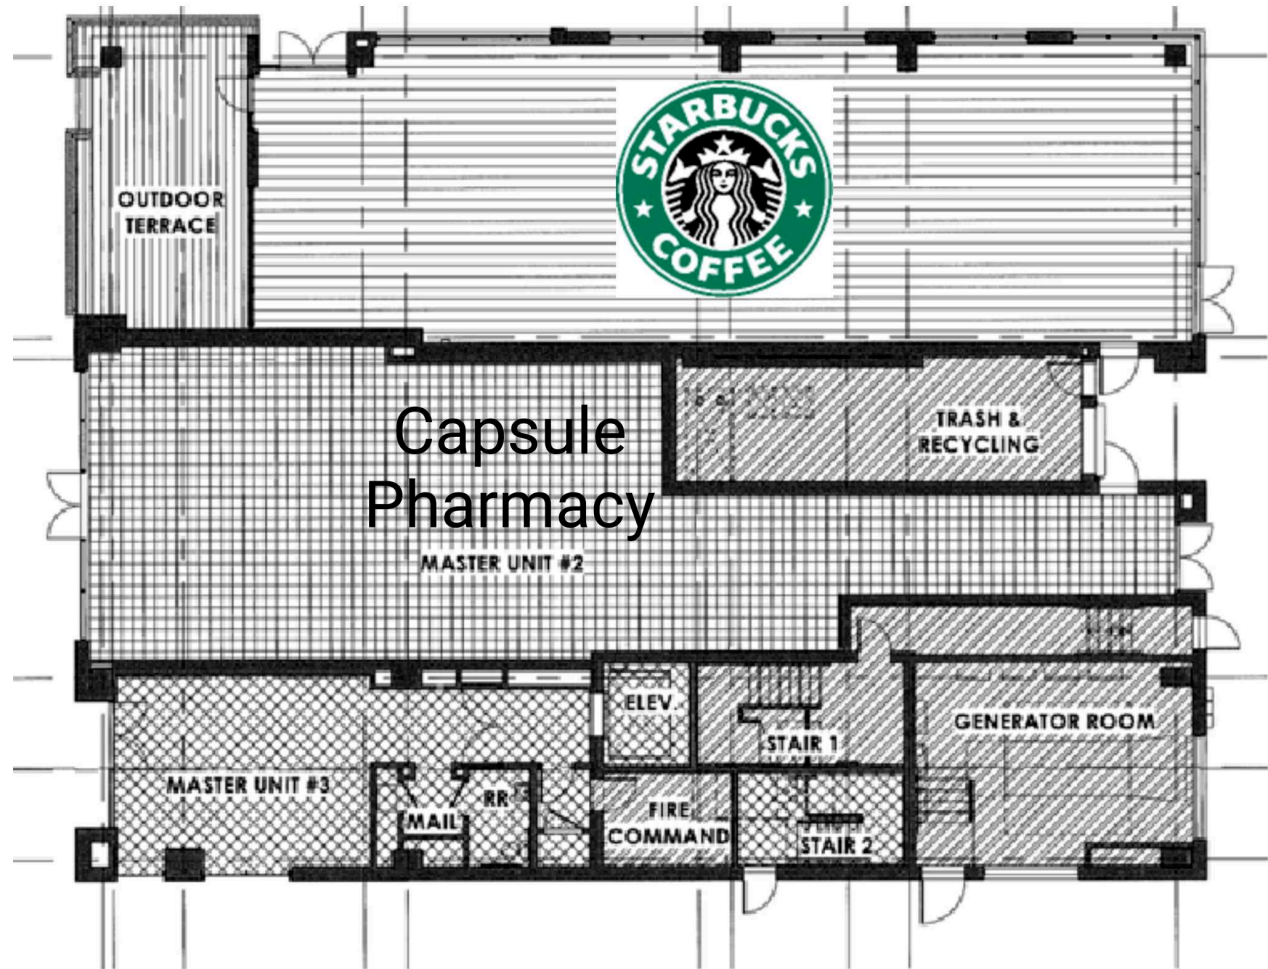 STARBUCKS
COFFEE
OUTDOOR
TERRACE
Capsule
Pharmacy
TRASH &
RECYCLING
MASTER UNIT #2
ELEV.
STAIR 1
GENERATOR ROOM
MASTER UNIT #3
MAIL
RR
FIRE
COMMAND
STAIR 2